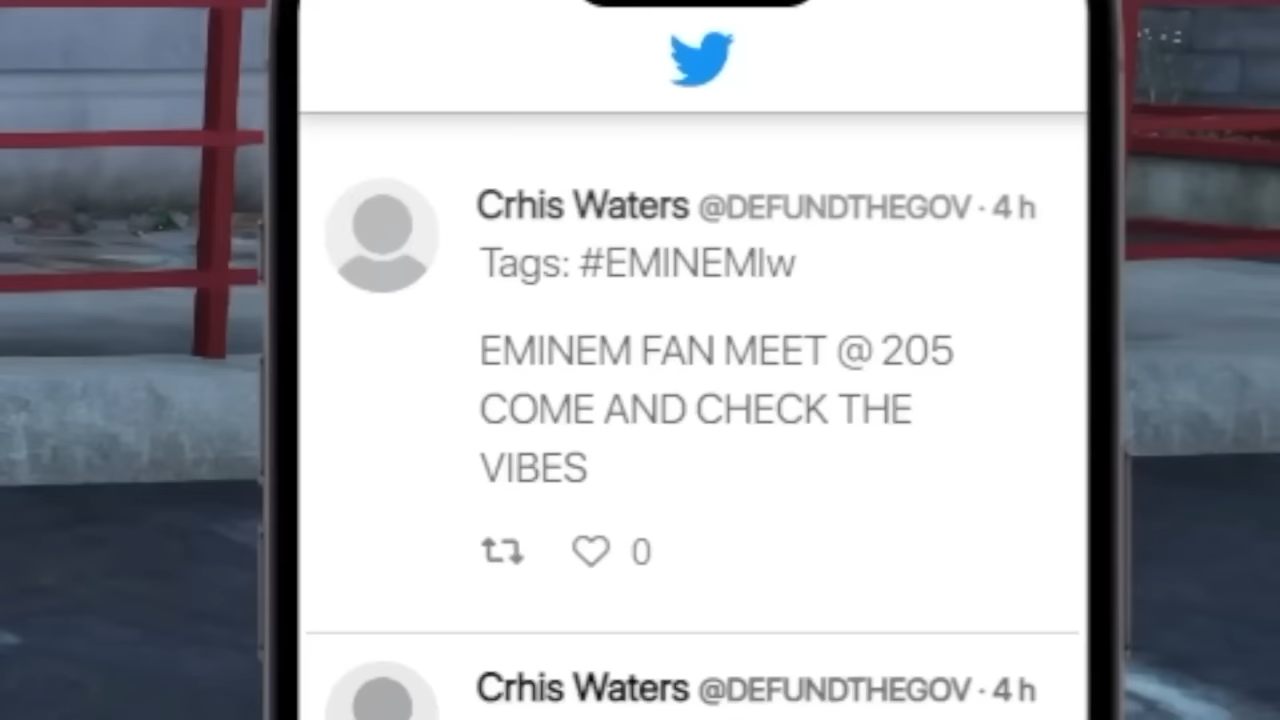 Crhis Waters @DEFUNDTHEGOV · 4 h
Tags: #EMINEMlw
EMINEM FAN MEET @ 205
COME AND CHECK THE
VIBES
0
Crhis Waters @DEFUNDTHEGOV · 4 h